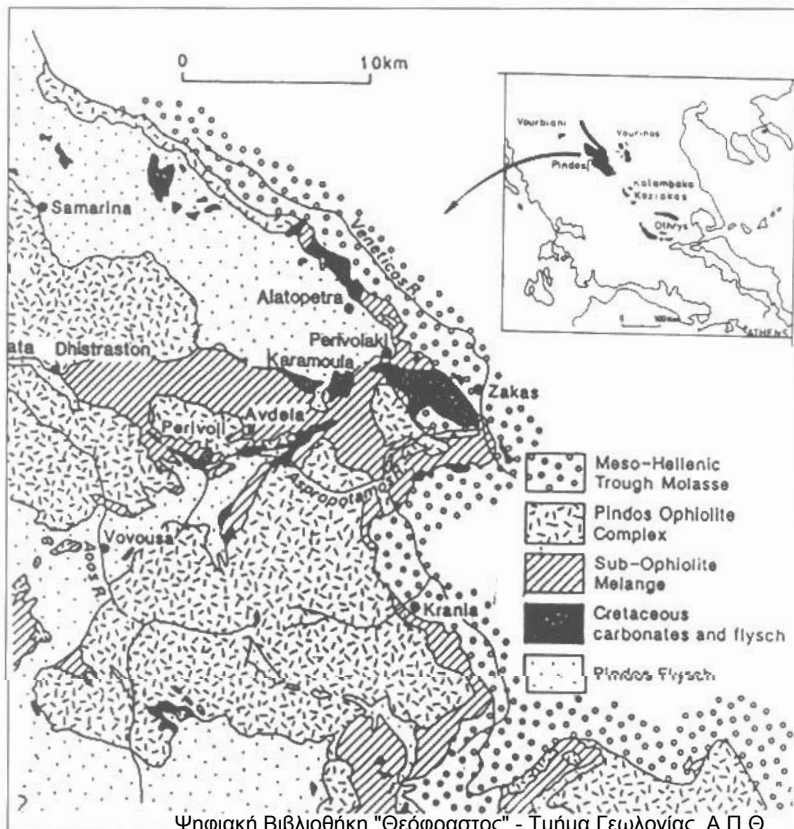 0 10km
Vourbiani
Vourinos
Pindos
Kalambaka
Koziakas
Othrys
ATHENS
Samarina
Veneticos R.
Alatopetra
Perivolaki
Dhistraston
Karamoula
Zakas
Avdela
Perivoli
Aspropotamos R.
Vovousa
Aoos R.
Krania
Meso-Hellenic
Trough Molasse
Pindos Ophiolite
Complex
Sub-Ophiolite
Melange
Cretaceous
carbonates and flysch
Pindos Flysch
Ψηφιακή Βιβλιοθήκη "Θεόφραστος" - Τμήμα Γεωλογίας. Α.Π.Θ.